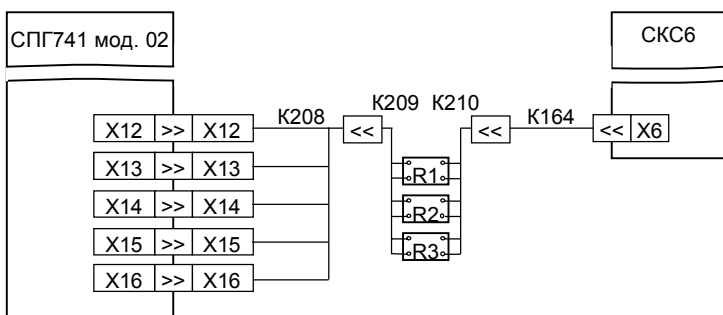 СПГ741 мод. 02
СКС6
К208
К209
К210
К164
X12 >> X12
<<
<<
<< X6
X13 >> X13
R1
X14 >> X14
R2
X15 >> X15
R3
X16 >> X16